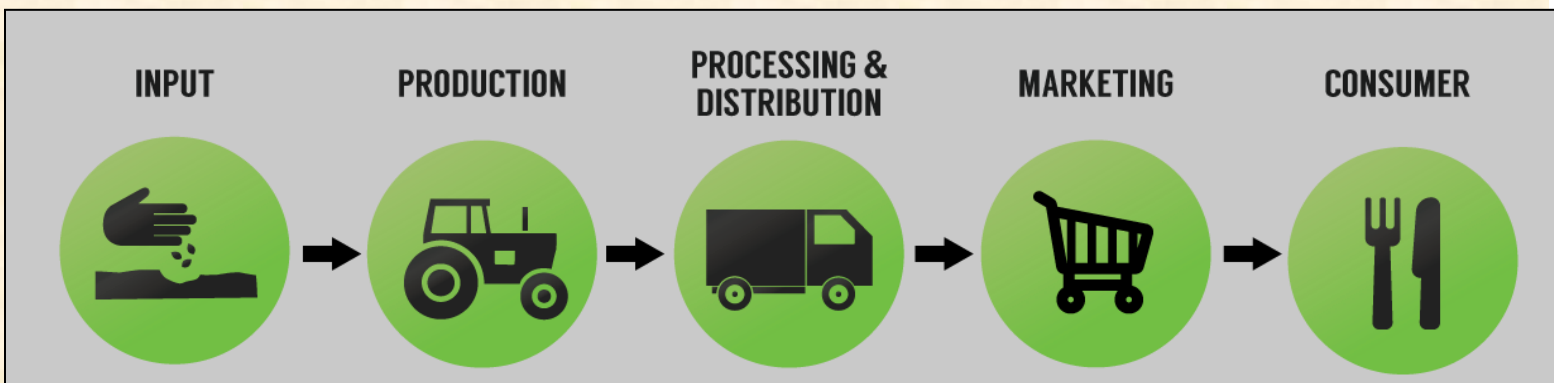 INPUT
PRODUCTION
PROCESSING &
DISTRIBUTION
MARKETING
CONSUMER